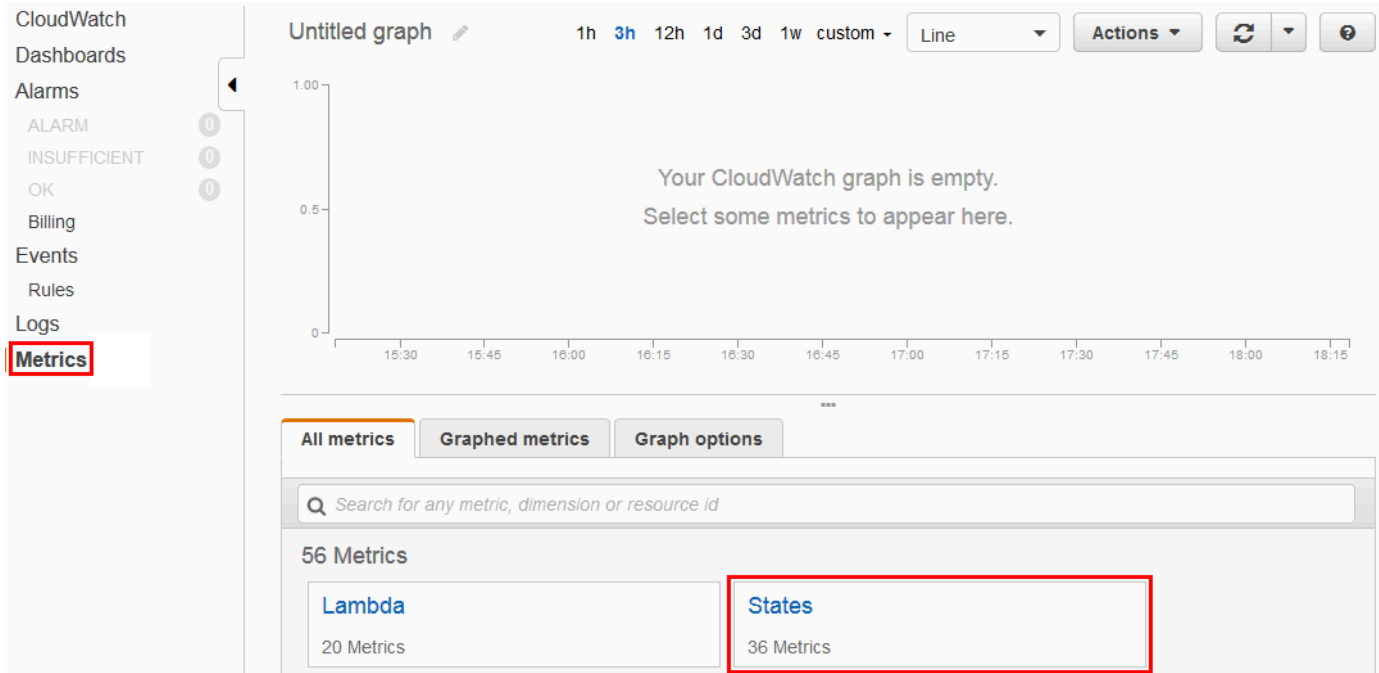 CloudWatch
Dashboards
Alarms
ALARM 0
INSUFFICIENT 0
OK 0
Billing
Events
Rules
Logs
Metrics
Untitled graph
1h 3h 12h 1d 3d 1w custom
Line
Actions
1.00
0.5
0
Your CloudWatch graph is empty.
Select some metrics to appear here.
15:30 15:45 16:00 16:15 16:30 16:45 17:00 17:15 17:30 17:45 18:00 18:15
All metrics Graphed metrics Graph options
Search for any metric, dimension or resource id
56 Metrics
Lambda
20 Metrics
States
36 Metrics